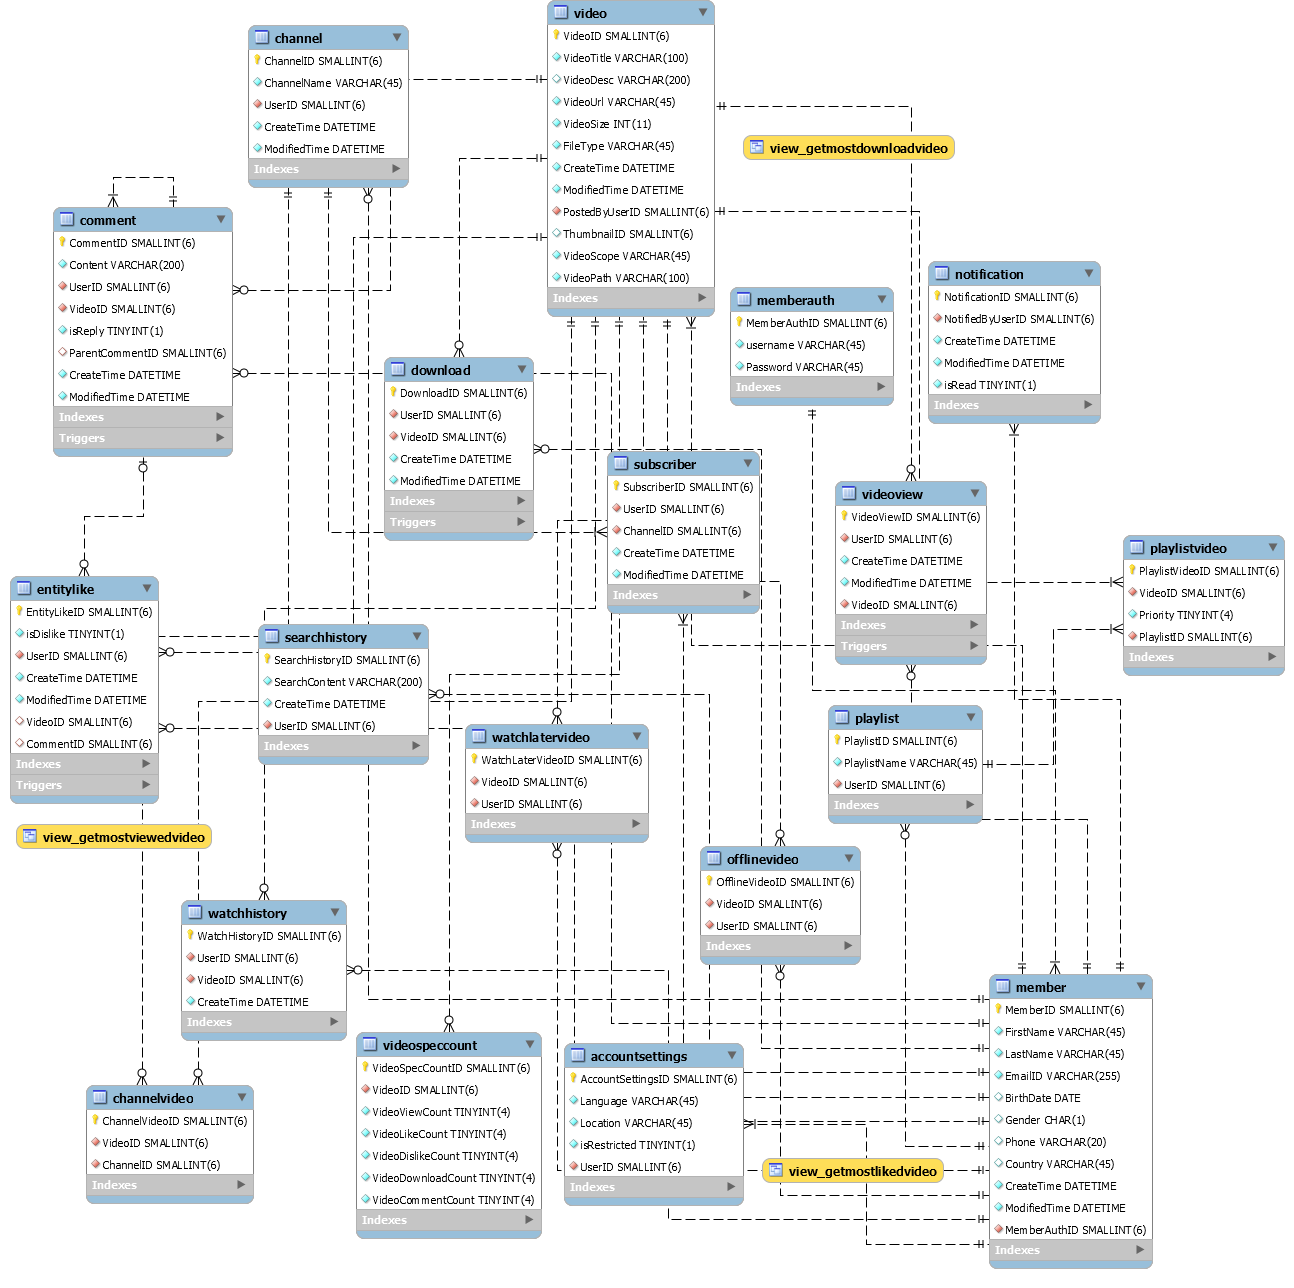 video
VideoID SMALLINT(6)
VideoTitle VARCHAR(100)
VideoDesc VARCHAR(200)
VideoUrl VARCHAR(45)
VideoSize INT(11)
FileType VARCHAR(45)
CreateTime DATETIME
ModifiedTime DATETIME
PostedByUserID SMALLINT(6)
ThumbnailID SMALLINT(6)
VideoScope VARCHAR(45)
VideoPath VARCHAR(100)
Indexes
channel
ChannelID SMALLINT(6)
ChannelName VARCHAR(45)
UserID SMALLINT(6)
CreateTime DATETIME
ModifiedTime DATETIME
Indexes
view_getmostdownloadvideo
comment
CommentID SMALLINT(6)
Content VARCHAR(200)
UserID SMALLINT(6)
VideoID SMALLINT(6)
isReply TINYINT(1)
ParentCommentID SMALLINT(6)
CreateTime DATETIME
ModifiedTime DATETIME
Indexes
Triggers
memberauth
MemberAuthID SMALLINT(6)
username VARCHAR(45)
Password VARCHAR(45)
Indexes
notification
NotificationID SMALLINT(6)
NotifiedByUserID SMALLINT(6)
CreateTime DATETIME
ModifiedTime DATETIME
isRead TINYINT(1)
Indexes
download
DownloadID SMALLINT(6)
UserID SMALLINT(6)
VideoID SMALLINT(6)
CreateTime DATETIME
ModifiedTime DATETIME
Indexes
Triggers
subscriber
SubscriberID SMALLINT(6)
UserID SMALLINT(6)
ChannelID SMALLINT(6)
CreateTime DATETIME
ModifiedTime DATETIME
Indexes
videoview
VideoViewID SMALLINT(6)
UserID SMALLINT(6)
CreateTime DATETIME
ModifiedTime DATETIME
VideoID SMALLINT(6)
Indexes
Triggers
playlistvideo
PlaylistVideoID SMALLINT(6)
VideoID SMALLINT(6)
Priority TINYINT(4)
PlaylistID SMALLINT(6)
Indexes
entitylike
EntityLikeID SMALLINT(6)
isDislike TINYINT(1)
UserID SMALLINT(6)
CreateTime DATETIME
ModifiedTime DATETIME
VideoID SMALLINT(6)
CommentID SMALLINT(6)
Indexes
Triggers
searchhistory
SearchHistoryID SMALLINT(6)
SearchContent VARCHAR(200)
CreateTime DATETIME
UserID SMALLINT(6)
Indexes
watchlatervideo
WatchLaterVideoID SMALLINT(6)
VideoID SMALLINT(6)
UserID SMALLINT(6)
Indexes
playlist
PlaylistID SMALLINT(6)
PlaylistName VARCHAR(45)
UserID SMALLINT(6)
Indexes
view_getmostviewedvideo
offlinevideo
OfflineVideoID SMALLINT(6)
VideoID SMALLINT(6)
UserID SMALLINT(6)
Indexes
watchhistory
WatchHistoryID SMALLINT(6)
UserID SMALLINT(6)
VideoID SMALLINT(6)
CreateTime DATETIME
Indexes
member
MemberID SMALLINT(6)
FirstName VARCHAR(45)
LastName VARCHAR(45)
EmailID VARCHAR(255)
BirthDate DATE
Gender CHAR(1)
Phone VARCHAR(20)
Country VARCHAR(45)
CreateTime DATETIME
ModifiedTime DATETIME
MemberAuthID SMALLINT(6)
Indexes
videospeccount
VideoSpecCountID SMALLINT(6)
VideoID SMALLINT(6)
VideoViewCount TINYINT(4)
VideoLikeCount TINYINT(4)
VideoDislikeCount TINYINT(4)
VideoDownloadCount TINYINT(4)
VideoCommentCount TINYINT(4)
Indexes
accountsettings
AccountSettingsID SMALLINT(6)
Language VARCHAR(45)
Location VARCHAR(45)
isRestricted TINYINT(1)
UserID SMALLINT(6)
Indexes
channelvideo
ChannelVideoID SMALLINT(6)
VideoID SMALLINT(6)
ChannelID SMALLINT(6)
Indexes
view_getmostlikedvideo